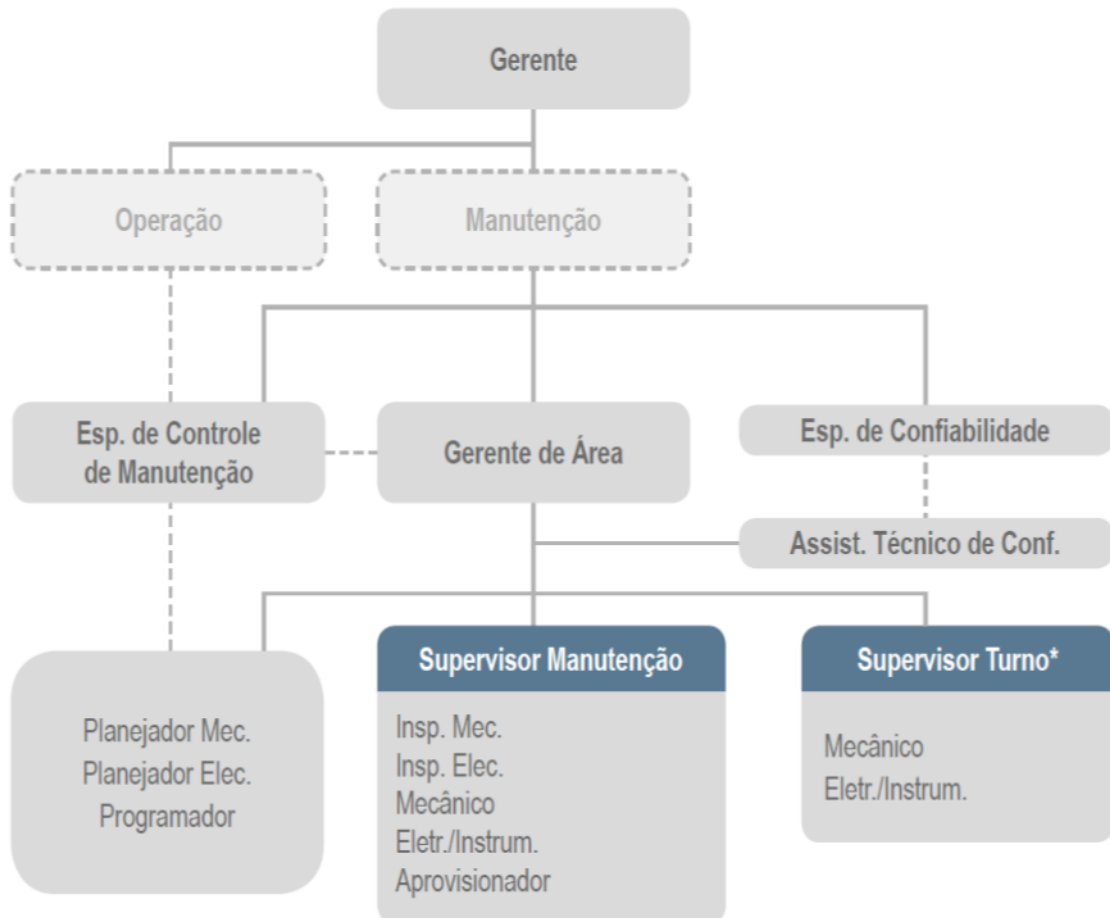 Gerente
Operação
Manutenção
Esp. de Controle
de Manutenção
Gerente de Área
Esp. de Confiabilidade
Assist. Técnico de Conf.
Planejador Mec.
Planejador Elec.
Programador
Supervisor Manutenção
Insp. Mec.
Insp. Elec.
Mecânico
Eletr./Instrum.
Aprovisionador
Supervisor Turno*
Mecânico
Eletr./Instrum.